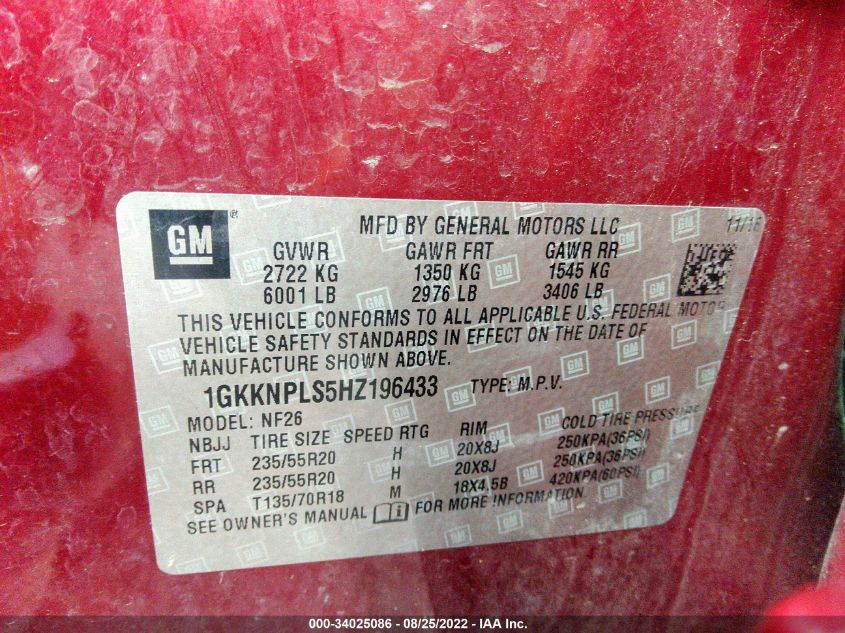 GM ® MFD BY GENERAL MOTORS LLC 11/16
GVWR GAWR FRT GAWR RR
2722 KG 1350 KG 1545 KG
6001 LB 2976 LB 3406 LB
THIS VEHICLE CONFORMS TO ALL APPLICABLE U.S. FEDERAL MOTOR
VEHICLE SAFETY STANDARDS IN EFFECT ON THE DATE OF
MANUFACTURE SHOWN ABOVE.
1GKKNPLS5HZ196433 TYPE: M.P.V.
MODEL: NF26
NBJJ TIRE SIZE SPEED RTG RIM COLD TIRE PRESSURE
FRT 235/55R20 H 20X8J 250KPA(36PSI)
RR 235/55R20 H 20X8J 250KPA(36PSI)
SPA T135/70R18 M 18X4.5B 420KPA(60PSI)
SEE OWNER'S MANUAL i FOR MORE INFORMATION.
000-34025086 - 08/25/2022 - IAA Inc.